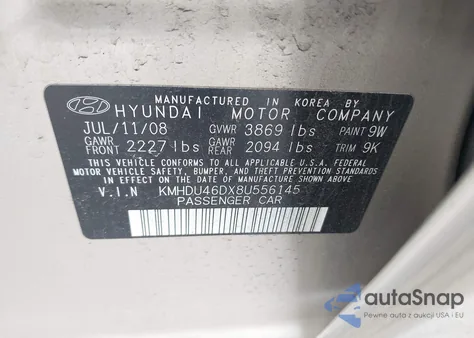 MANUFACTURED IN KOREA BY
HYUNDAI MOTOR COMPANY
JUL/11/08 GVWR 3869 lbs PAINT 9W
GAWR FRONT 2227 lbs GAWR REAR 2094 lbs TRIM 9K
THIS VEHICLE CONFORMS TO ALL APPLICABLE U.S.A. FEDERAL
MOTOR VEHICLE SAFETY, BUMPER, AND THEFT PREVENTION STANDARDS
IN EFFECT ON THE DATE OF MANUFACTURE SHOWN ABOVE.
V.I.N KMHDU46DX8U556145
PASSENGER CAR
autaSnap
Pewne auta z aukcji USA i EU